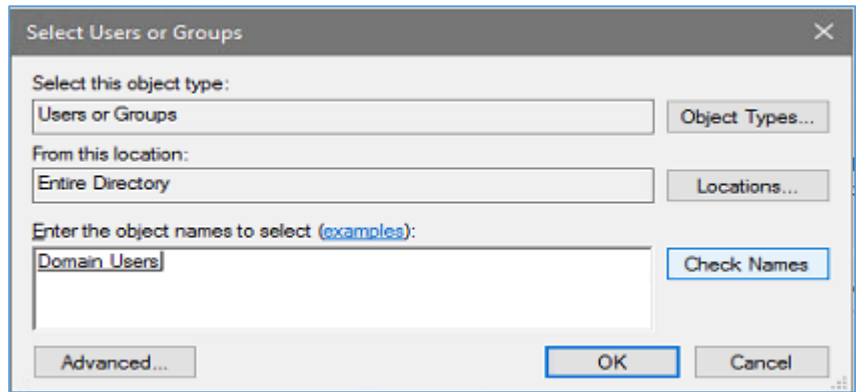 Select Users or Groups
Select this object type:
Users or Groups
Object Types...
From this location:
Entire Directory
Locations...
Enter the object names to select (examples):
Domain Users
Check Names
Advanced...
OK
Cancel